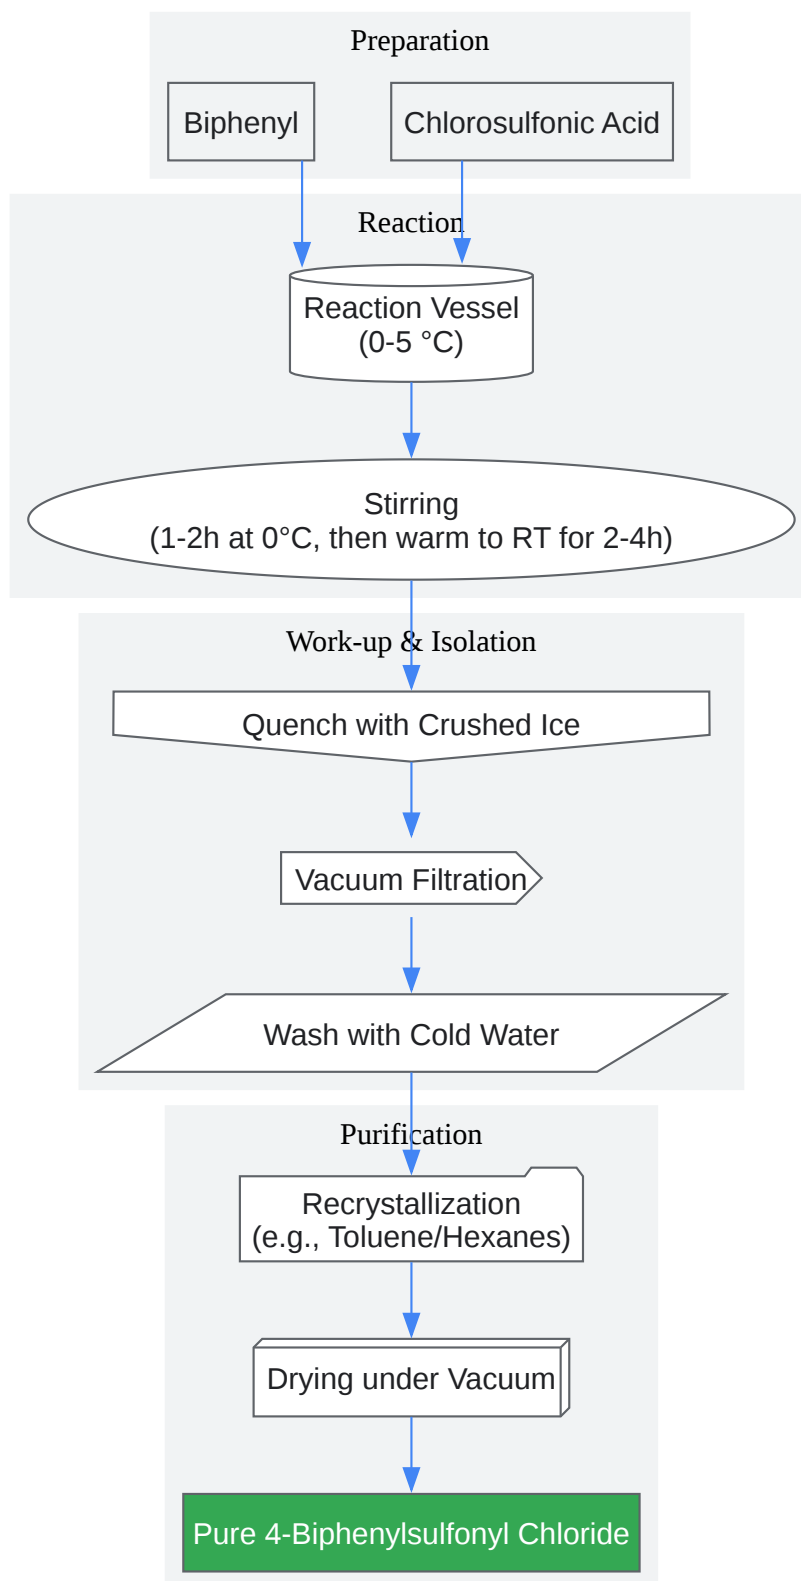 Preparation
Biphenyl
Chlorosulfonic Acid
Reaction
Reaction Vessel
(0-5 °C)
Stirring
(1-2h at 0°C, then warm to RT for 2-4h)
Work-up & Isolation
Quench with Crushed Ice
Vacuum Filtration
Wash with Cold Water
Purification
Recrystallization
(e.g., Toluene/Hexanes)
Drying under Vacuum
Pure 4-Biphenylsulfonyl Chloride